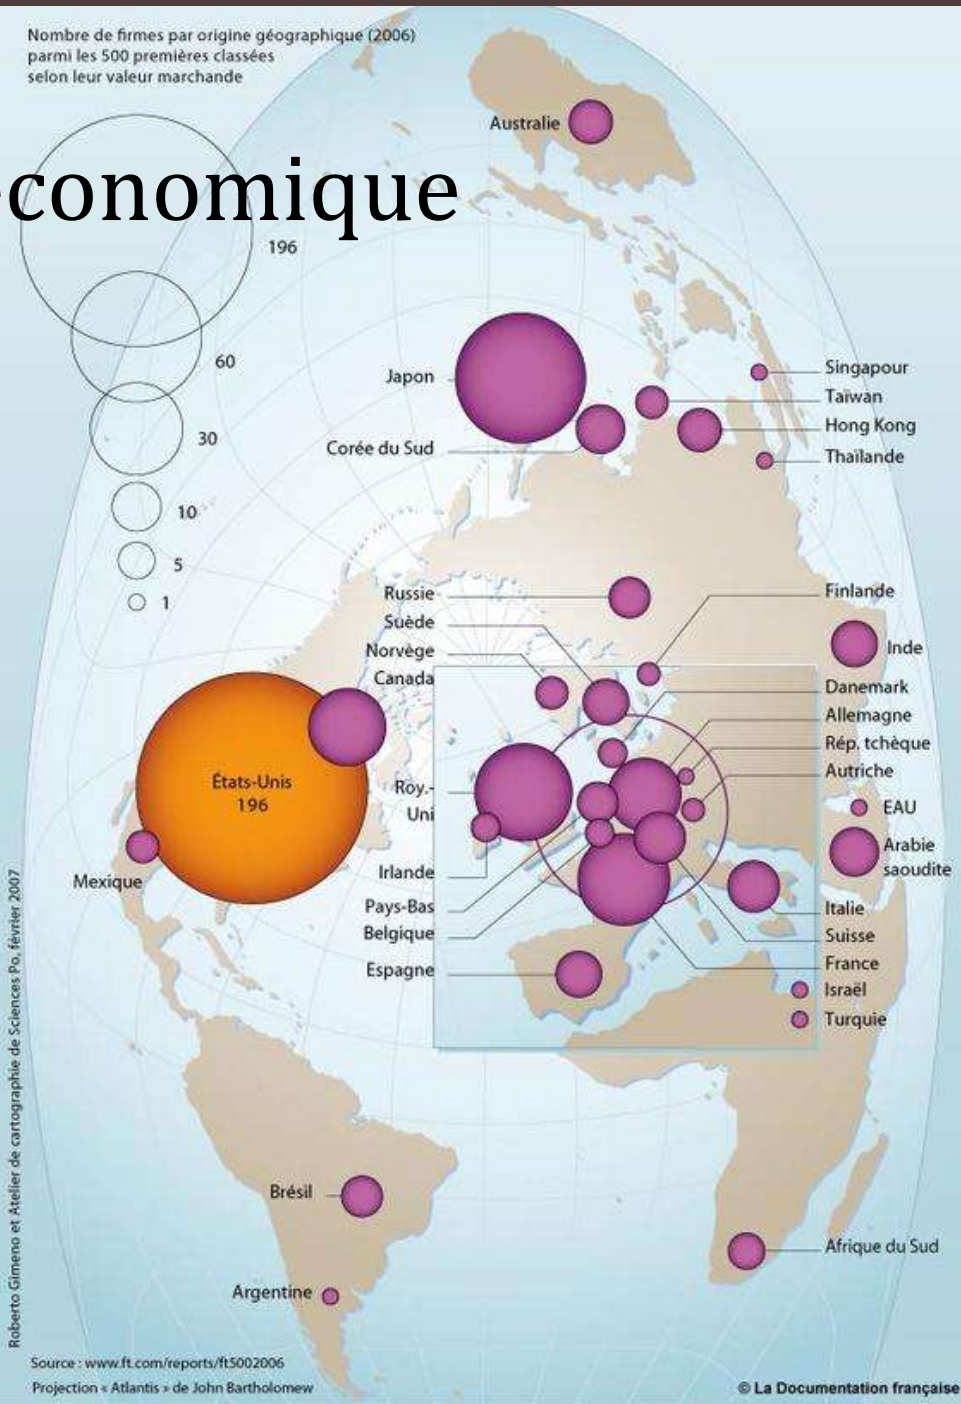 Nombre de firmes par origine géographique (2006)
parmi les 500 premières classées
selon leur valeur marchande
économique
196
60
30
10
5
1
Australie
Japon
Corée du Sud
Singapour
Taïwan
Hong Kong
Thaïlande
Russie
Suède
Norvège
Canada
Finlande
Inde
Danemark
Allemagne
Rép. tchèque
Autriche
EAU
Arabie
saoudite
États-Unis
196
Roy.-
Uni
Mexique
Irlande
Pays-Bas
Belgique
Espagne
Italie
Suisse
France
Israël
Turquie
Brésil
Argentine
Afrique du Sud
Roberto Gimeno et Atelier de cartographie de Sciences Po, février 2007
Source : www.ft.com/reports/ft5002006
Projection « Atlantis » de John Bartholomew
© La Documentation française